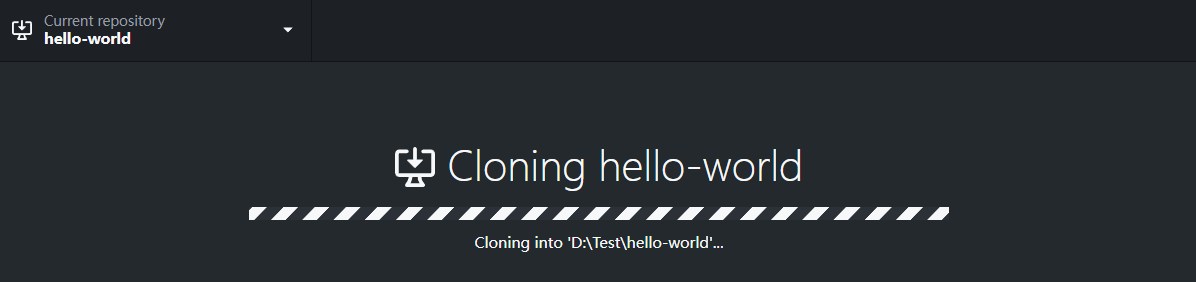 Current repository
hello-world
Cloning hello-world
Cloning into 'D:\Test\hello-world'...